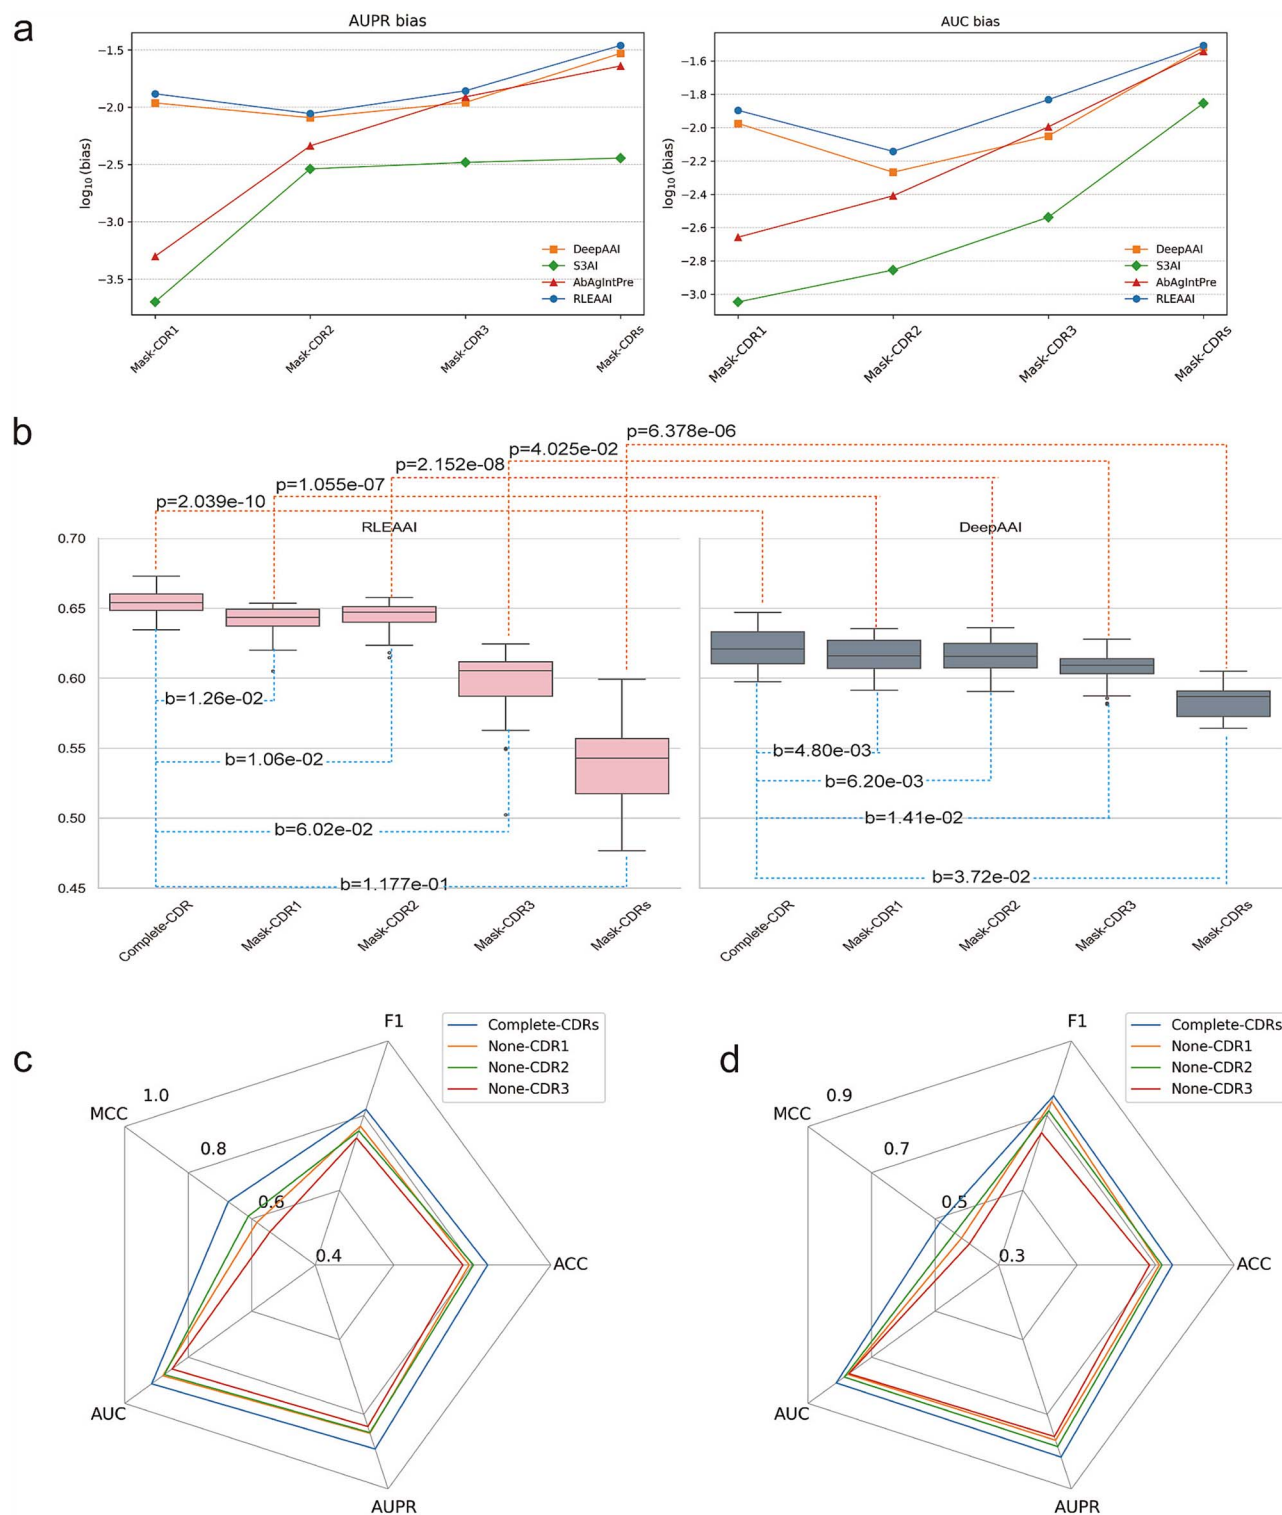 a
AUPR bias
AUC bias
log10(bias)
−1.5
−2.0
−2.5
−3.0
−3.5
DeepAAI
S3AI
AbAgIntPre
RLEAAI
Mask-CDR1
Mask-CDR2
Mask-CDR3
Mask-CDRs
log10(bias)
−1.6
−1.8
−2.0
−2.2
−2.4
−2.6
−2.8
−3.0
DeepAAI
S3AI
AbAgIntPre
RLEAAI
Mask-CDR1
Mask-CDR2
Mask-CDR3
Mask-CDRs
b
p=6.378e-06
p=4.025e-02
p=2.152e-08
p=1.055e-07
p=2.039e-10
RLEAAI
DeepAAI
0.70
0.65
0.60
0.55
0.50
0.45
b=1.26e-02
b=1.06e-02
b=6.02e-02
b=1.177e-01
b=4.80e-03
b=6.20e-03
b=1.41e-02
b=3.72e-02
Complete-CDR
Mask-CDR1
Mask-CDR2
Mask-CDR3
Mask-CDRs
Complete-CDR
Mask-CDR1
Mask-CDR2
Mask-CDR3
Mask-CDRs
c
F1
Complete-CDRs
None-CDR1
None-CDR2
None-CDR3
1.0
MCC
0.8
0.6
0.4
ACC
AUC
AUPR
d
F1
Complete-CDRs
None-CDR1
None-CDR2
None-CDR3
0.9
MCC
0.7
0.5
0.3
ACC
AUC
AUPR